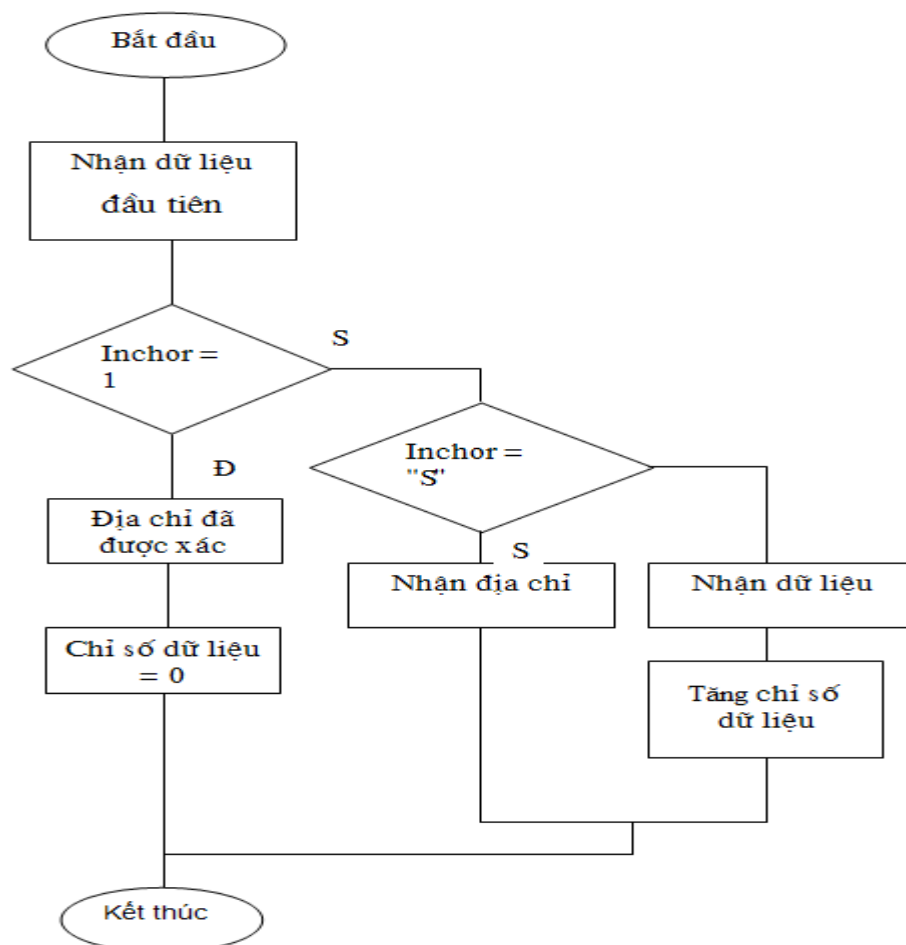 Bắt đầu
Nhận dữ liệu
đầu tiên
Inchor =
1
S
Đ
Inchor =
"S'
S
Địa chỉ đã
được xác
Nhận địa chỉ
Nhận dữ liệu
Chỉ số dữ liệu
= 0
Tăng chỉ số
dữ liệu
Kết thúc